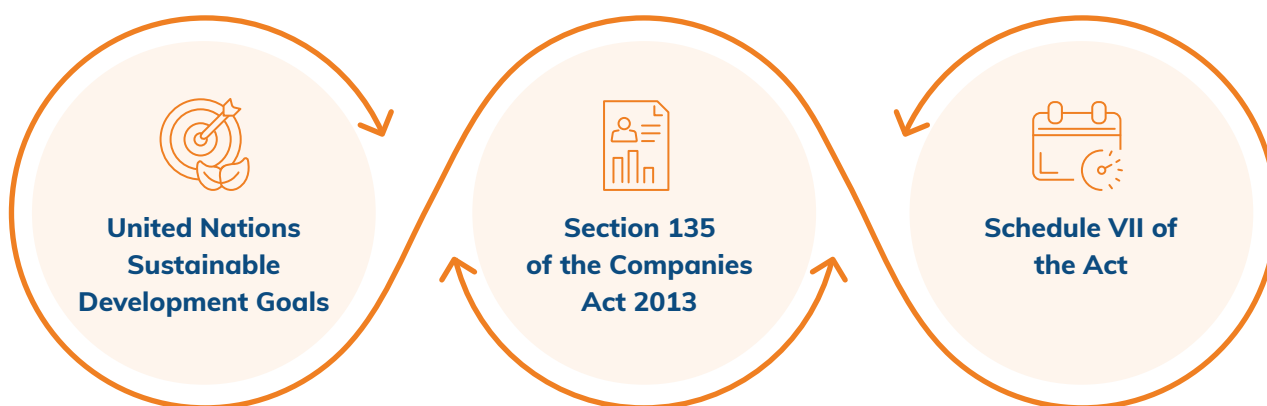 United Nations
Sustainable
Development Goals
Section 135
of the Companies
Act 2013
Schedule VII of
the Act